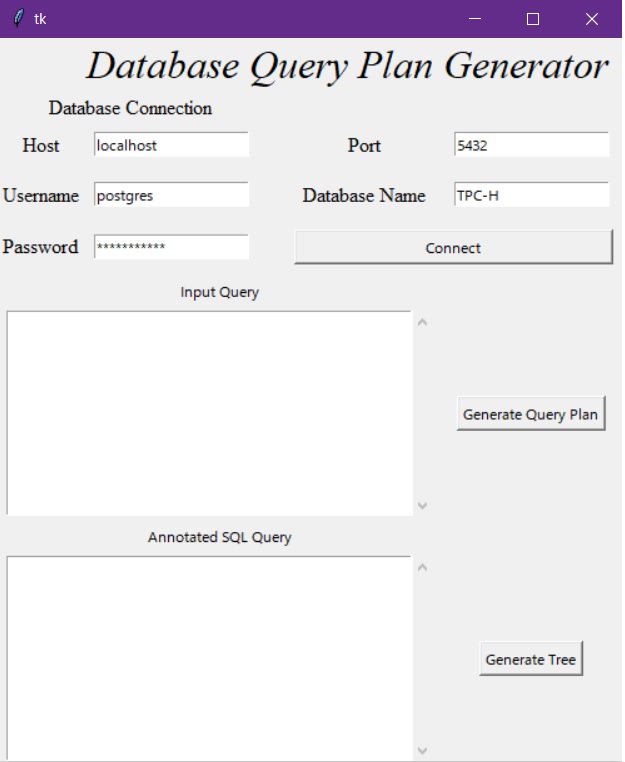 tk
Database Query Plan Generator
Database Connection
Host localhost Port 5432
Username postgres Database Name TPC-H
Password *********** Connect
Input Query
Generate Query Plan
Annotated SQL Query
Generate Tree